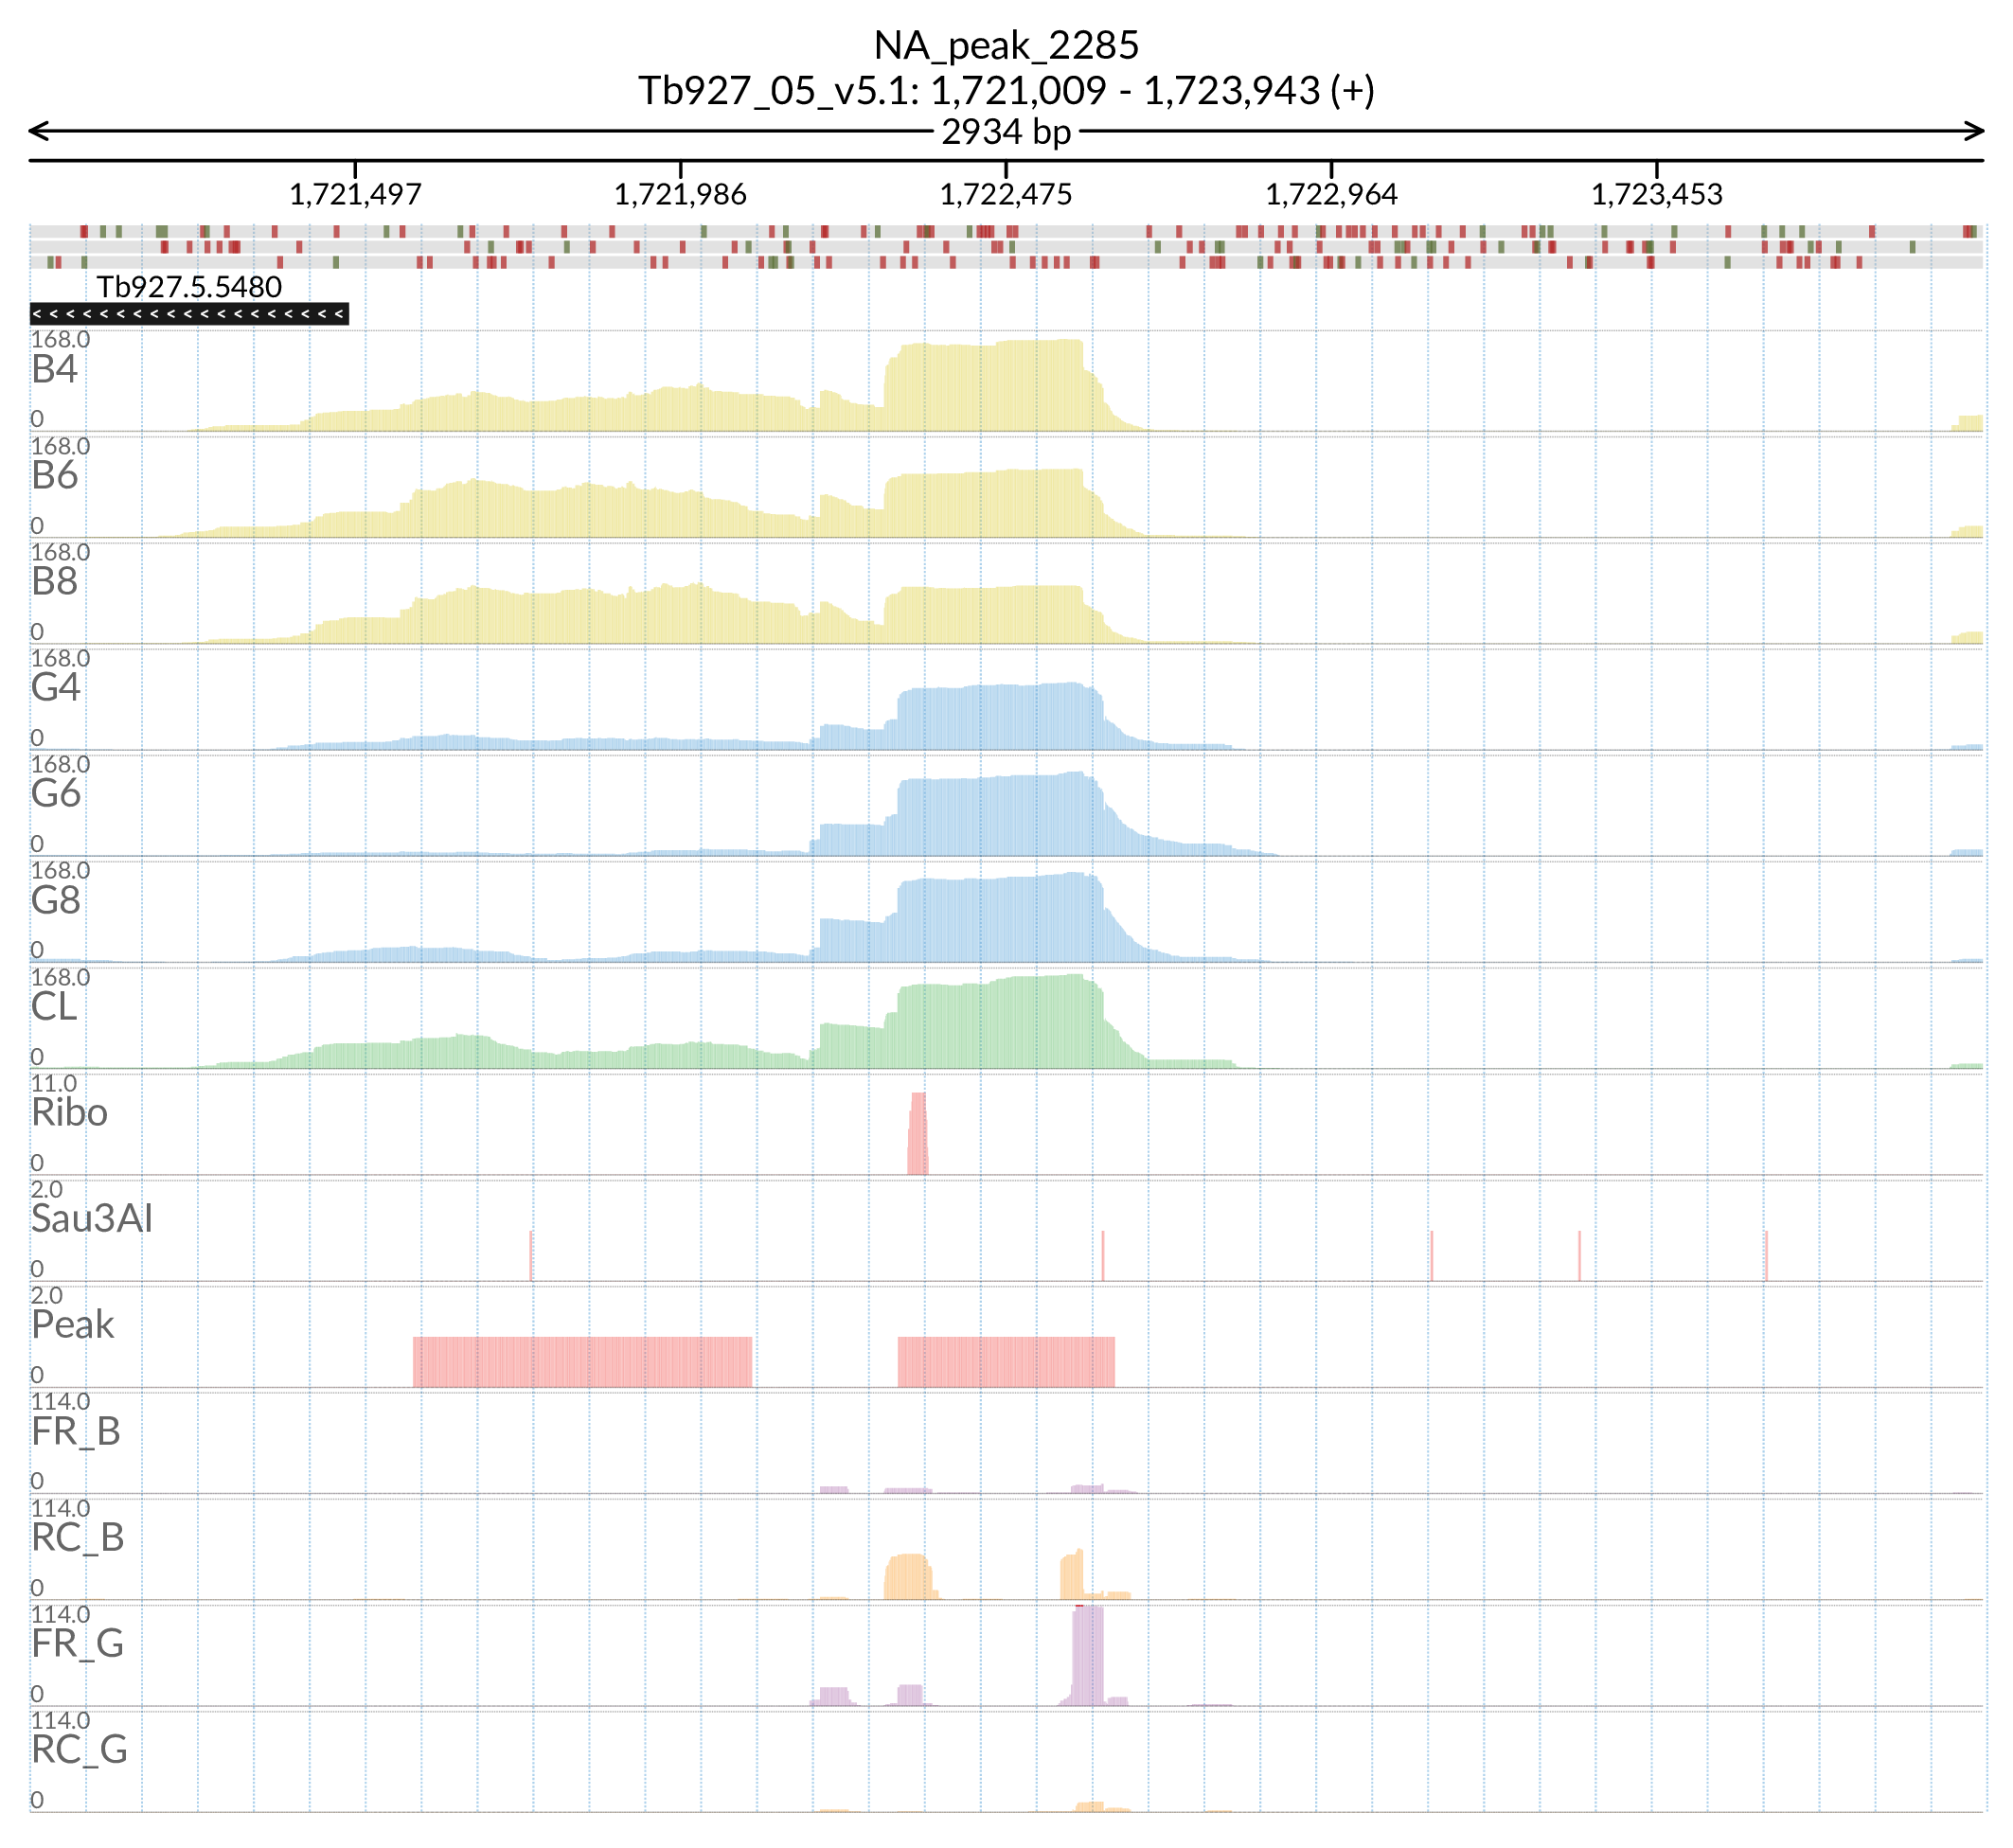 NA_peak_2285
Tb927_05_v5.1: 1,721,009 - 1,723,943 (+)
2934 bp
1,721,497 1,721,986 1,722,475 1,722,964 1,723,453
Tb927.5.5480
< < < < < < < < < < < < < < < < < < <
168.0
B4
0
168.0
B6
0
168.0
B8
0
168.0
G4
0
168.0
G6
0
168.0
G8
0
168.0
CL
0
11.0
Ribo
0
2.0
Sau3AI
0
2.0
Peak
0
114.0
FR_B
0
114.0
RC_B
0
114.0
FR_G
0
114.0
RC_G
0